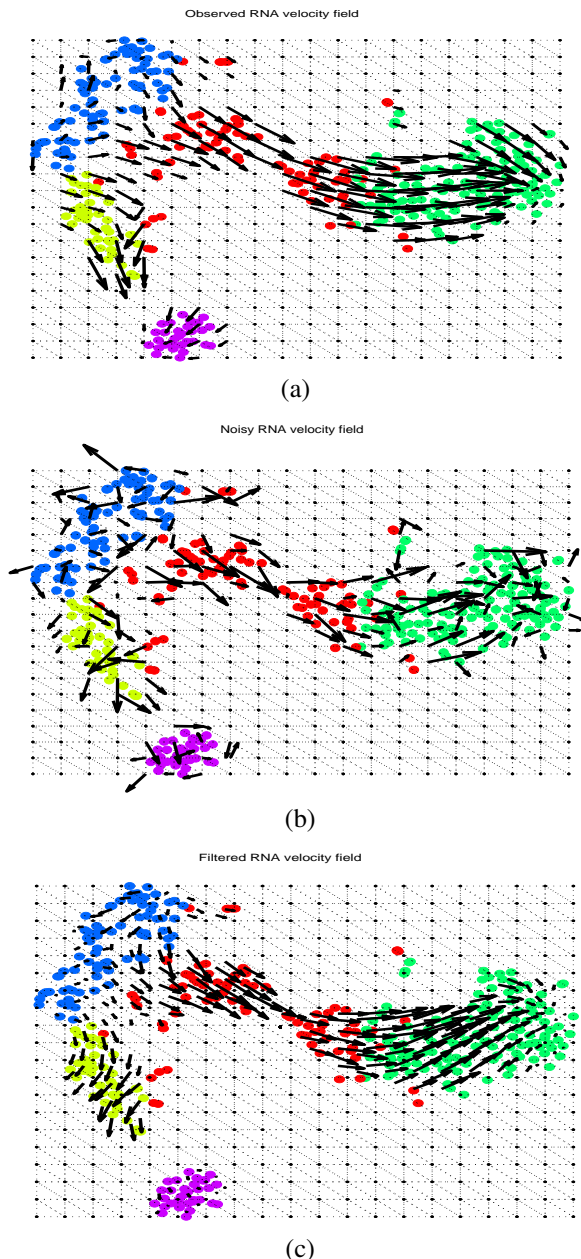 Observed RNA velocity field
(a)
Noisy RNA velocity field
(b)
Filtered RNA velocity field
(c)